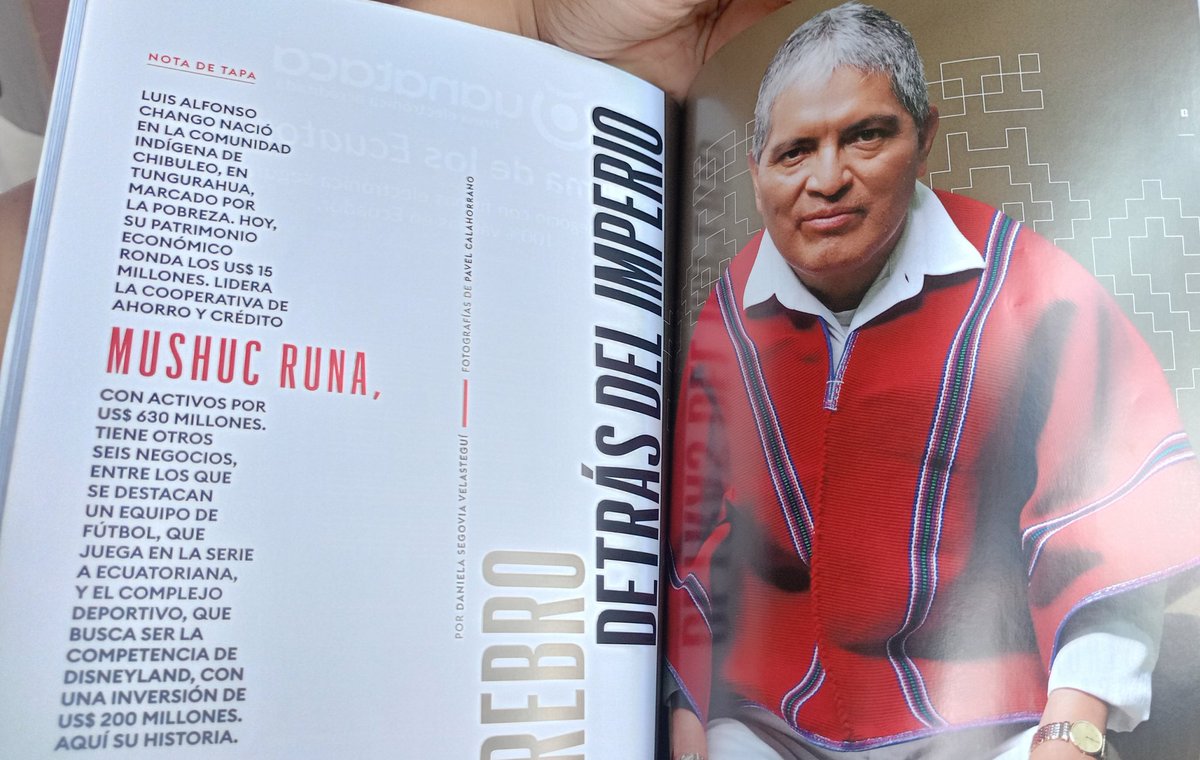 NOTA DE TAPA
LUIS ALFONSO
CHANGO NACIÓ
EN LA COMUNIDAD
INDÍGENA DE
CHIBULEO, EN
TUNGURAHUA,
MARCADO POR
LA POBREZA. HOY,
SU PATRIMONIO
ECONÓMICO
RONDA LOS US$ 15
MILLONES. LIDERA
LA COOPERATIVA DE
AHORRO Y CRÉDITO
MUSHUC RUNA,
CON ACTIVOS POR
US$ 630 MILLONES.
TIENE OTROS
SEIS NEGOCIOS,
ENTRE LOS QUE
SE DESTACAN
UN EQUIPO DE
FÚTBOL, QUE
JUEGA EN LA SERIE
A ECUATORIANA,
Y EL COMPLEJO
DEPORTIVO, QUE
BUSCA SER LA
COMPETENCIA DE
DISNEYLAND, CON
UNA INVERSIÓN DE
US$ 200 MILLONES.
AQUÍ SU HISTORIA.
POR DANIELA SEGOVIA VELASTEGUÍ
FOTOGRAFÍAS DE PAVEL CALAHORRANO
REBRO
DETRÁS DEL IMPERIO